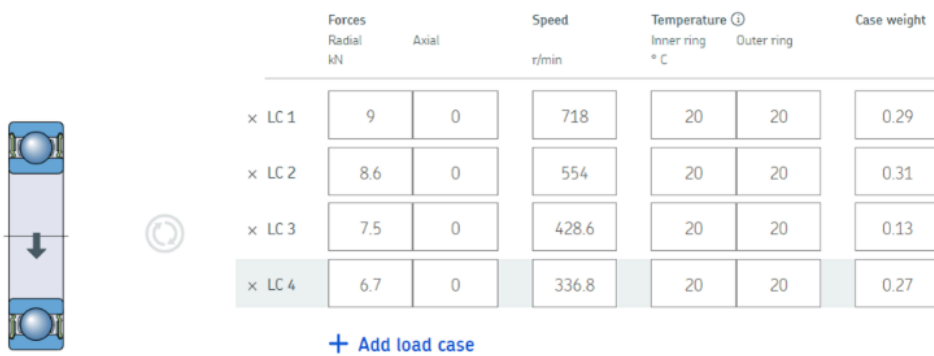 Forces Speed Temperature ⓘ Case weight
Radial Axial Inner ring Outer ring
kN r/min ° C
× LC 1 9 0 718 20 20 0.29
× LC 2 8.6 0 554 20 20 0.31
× LC 3 7.5 0 428.6 20 20 0.13
× LC 4 6.7 0 336.8 20 20 0.27
+ Add load case